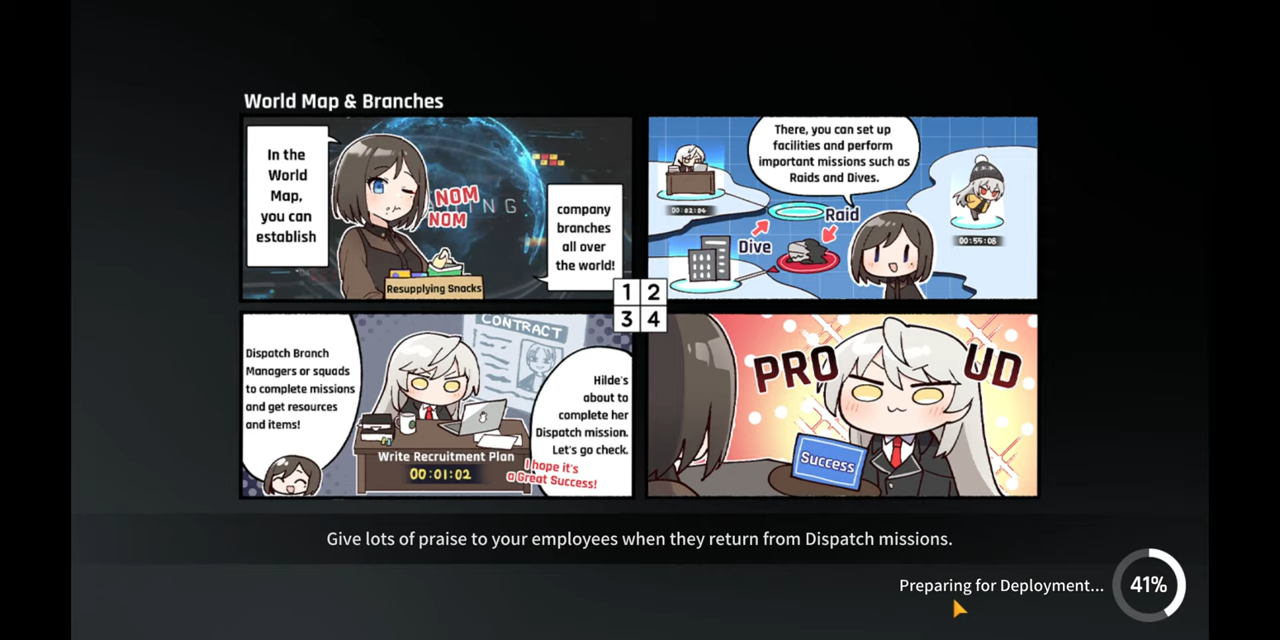 World Map & Branches
In the
World
Map,
you can
establish
NOM
NOM
company
branches
all over
the world!
Resupplying Snacks
There, you can set up
facilities and perform
important missions such as
Raids and Dives.
00:02:04
Raid
Dive
00:55:08
1 2
3 4
Dispatch Branch
Managers or squads
to complete missions
and get resources
and items!
CONTRACT
Hilde's
about to
complete her
Dispatch mission.
Let's go check.
Write Recruitment Plan
00:01:02
I hope it's
a Great Success!
PRO UD
Success
Give lots of praise to your employees when they return from Dispatch missions.
Preparing for Deployment...
41%